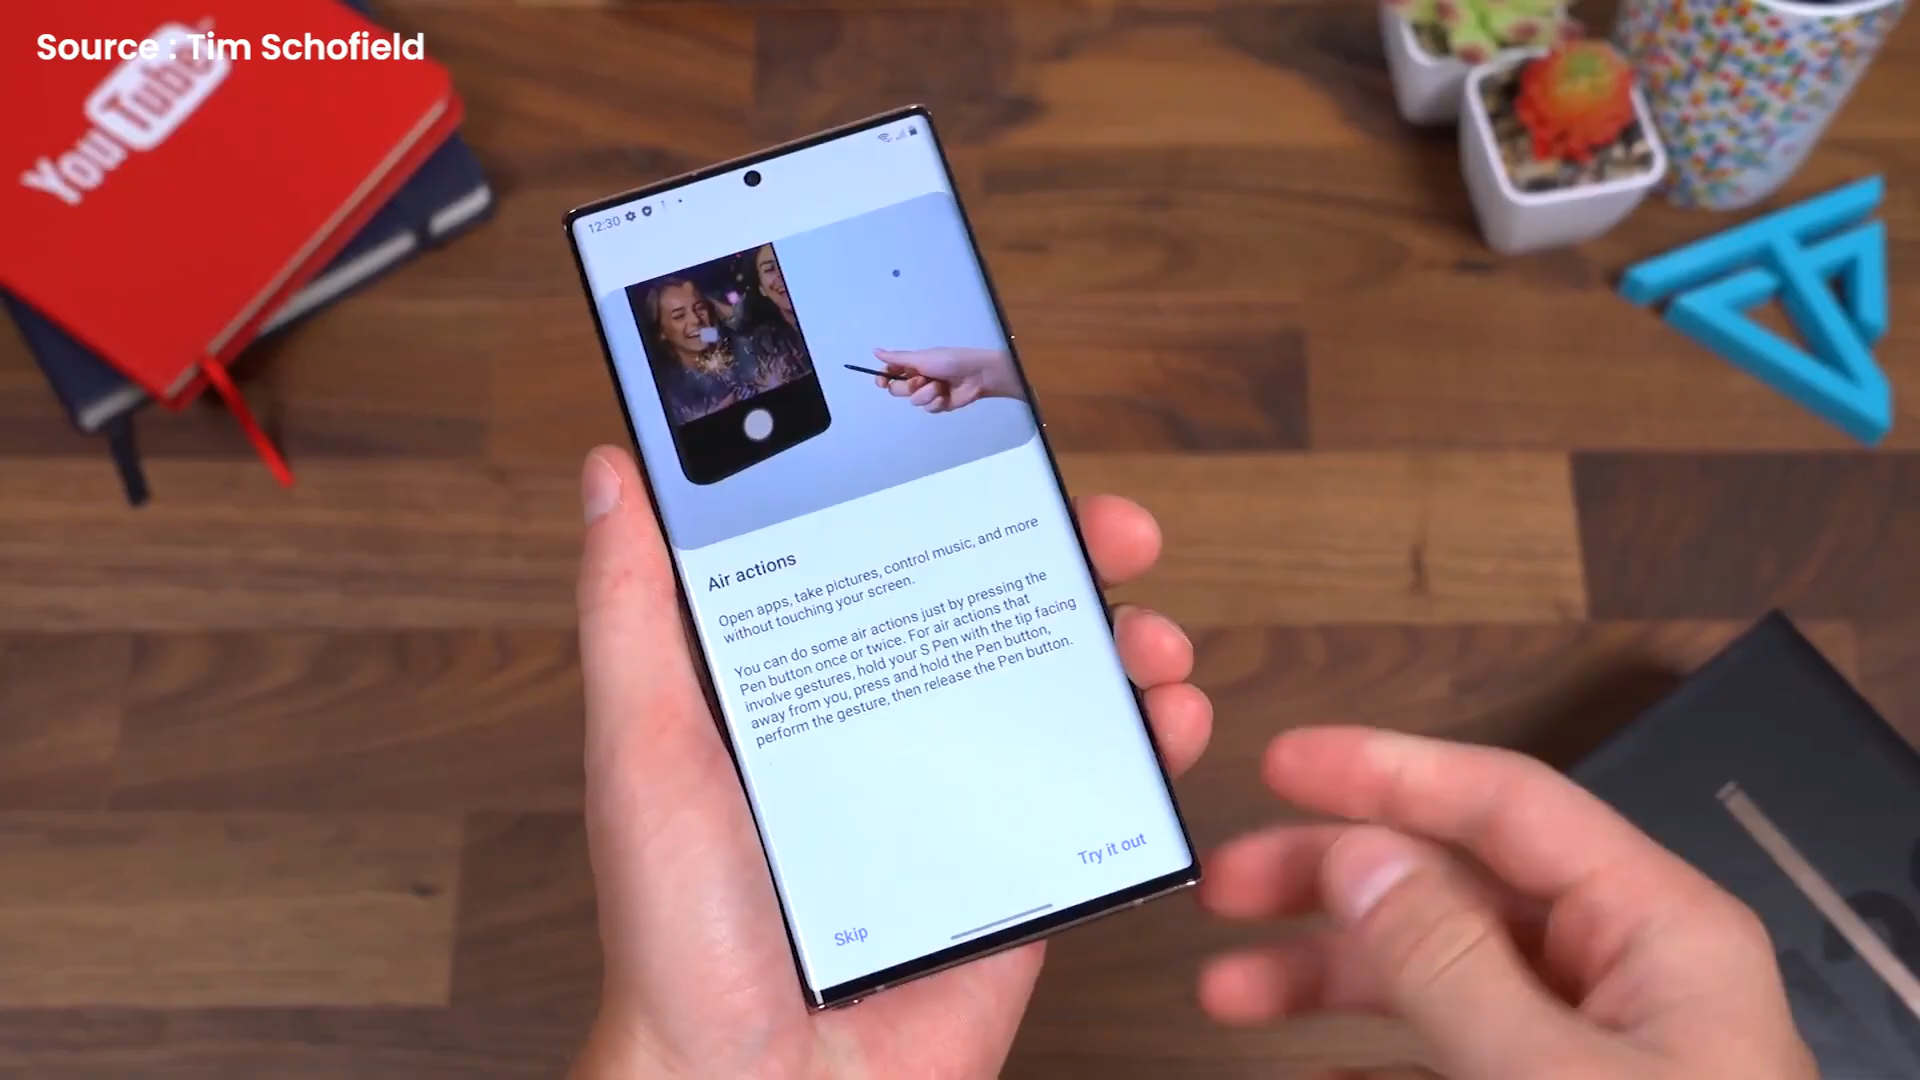 Source : Tim Schofield
YouTube
12:30
Air actions
Open apps, take pictures, control music, and more
without touching your screen.
You can do some air actions just by pressing the
Pen button once or twice. For air actions that
involve gestures, hold your S Pen with the tip facing
away from you, press and hold the Pen button,
perform the gesture, then release the Pen button.
Try it out
Skip